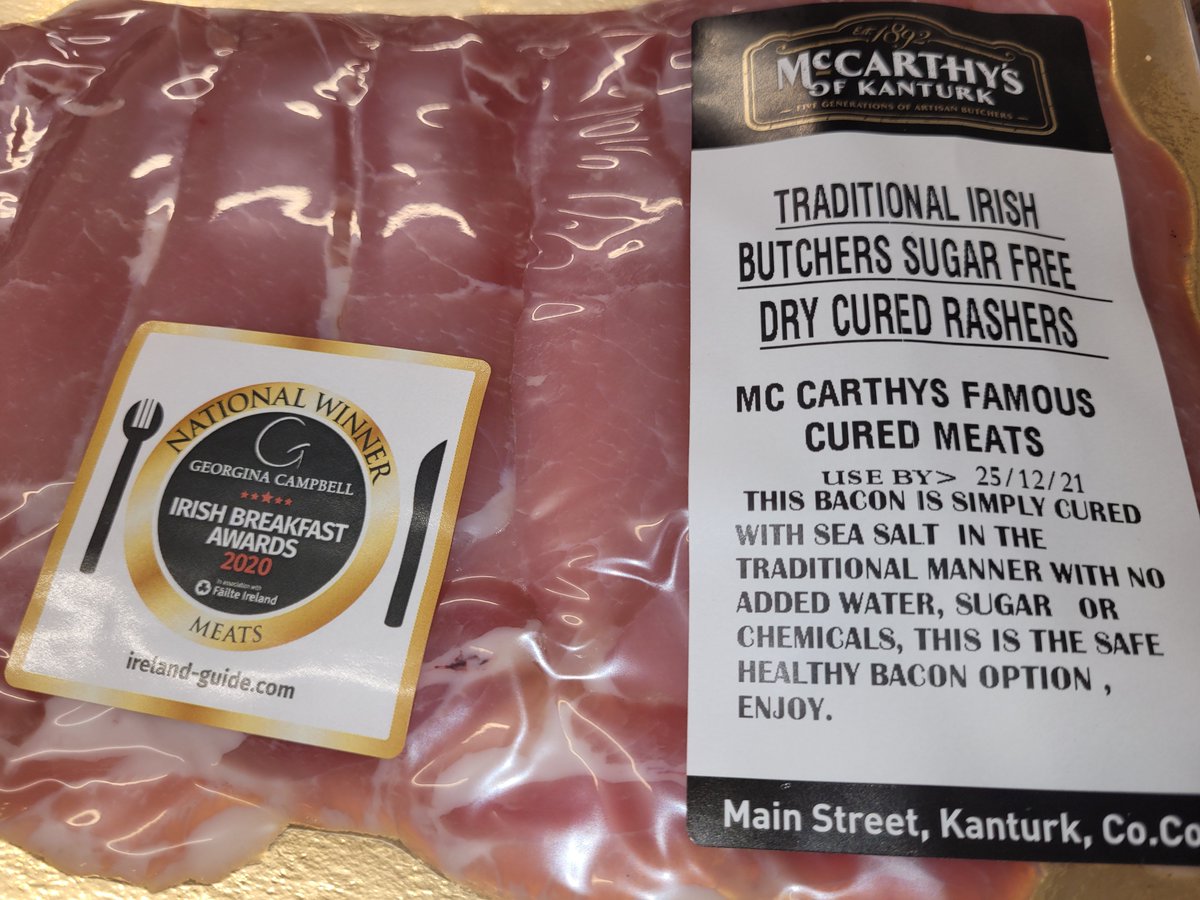 NATIONAL WINNER
GEORGINA CAMPBELL
IRISH BREAKFAST
AWARDS
2020
In association with
Fáilte Ireland
MEATS
ireland-guide.com
Est. 1892
McCARTHY'S
OF KANTURK
FIVE GENERATIONS OF ARTISAN BUTCHERS
TRADITIONAL IRISH
BUTCHERS SUGAR FREE
DRY CURED RASHERS
MC CARTHYS FAMOUS
CURED MEATS
USE BY> 25/12/21
THIS BACON IS SIMPLY CURED
WITH SEA SALT IN THE
TRADITIONAL MANNER WITH NO
ADDED WATER, SUGAR OR
CHEMICALS, THIS IS THE SAFE
HEALTHY BACON OPTION ,
ENJOY.
Main Street, Kanturk, Co.Co